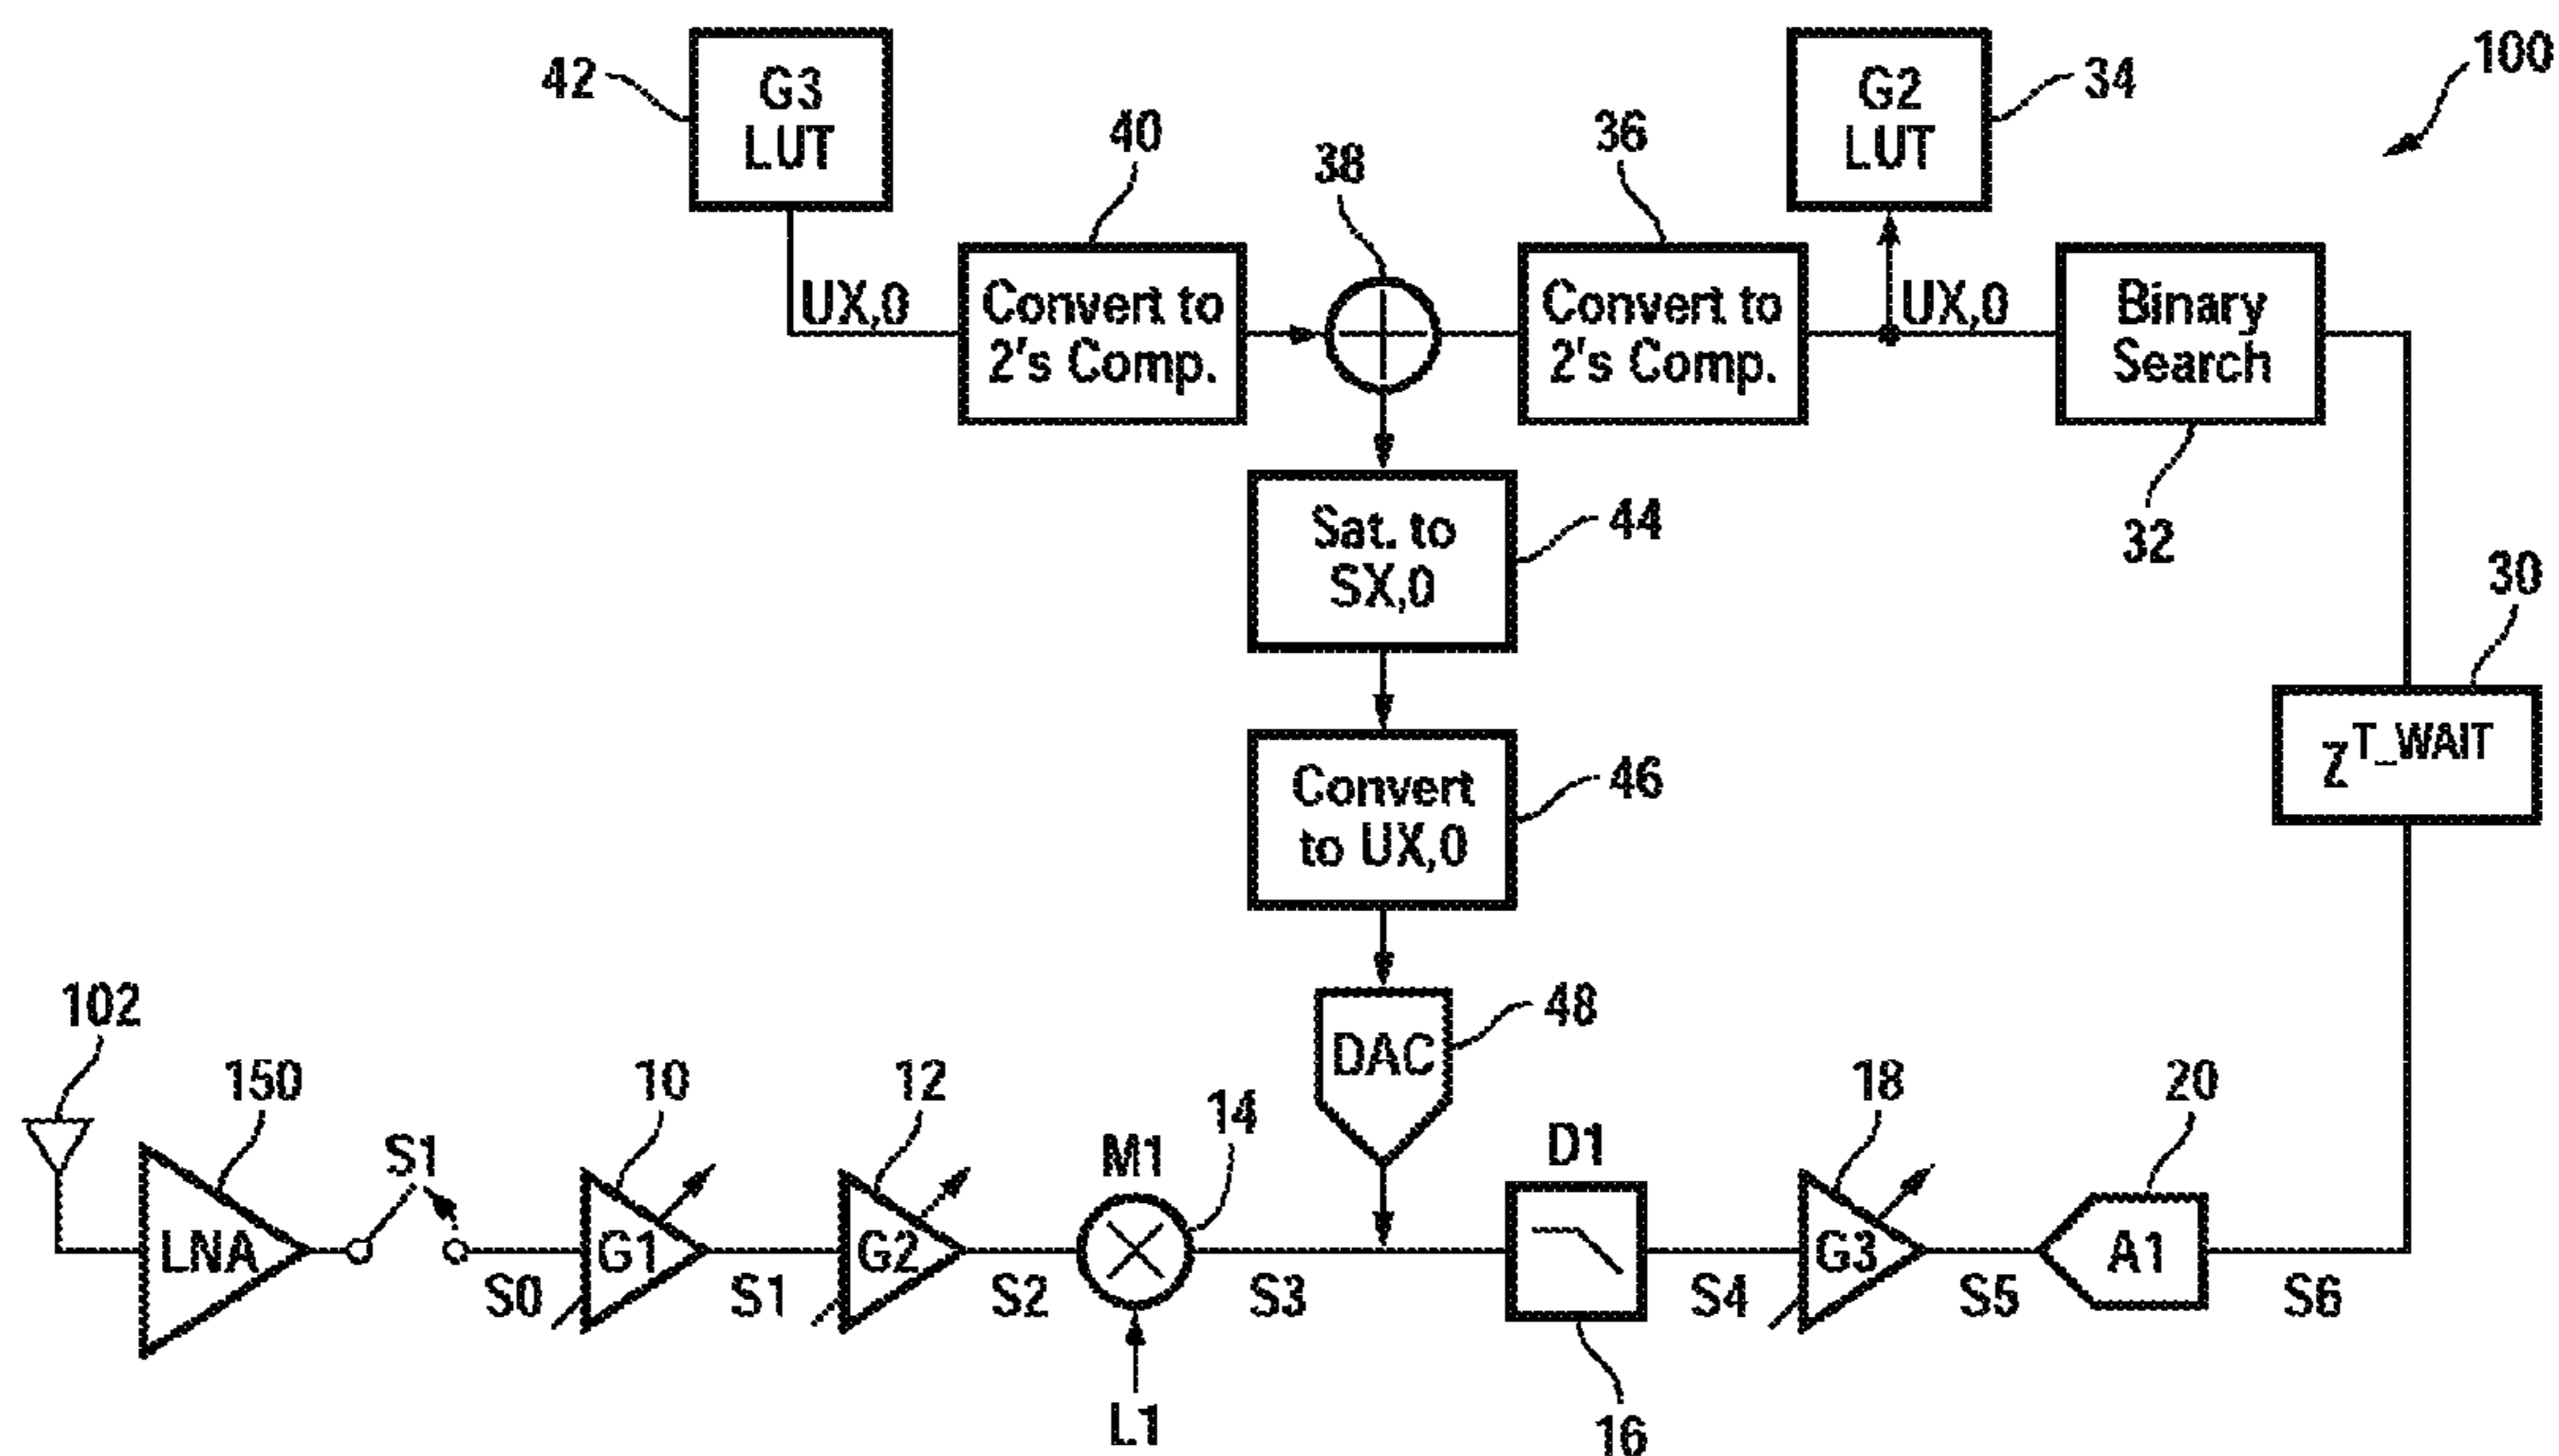 42
G3
LUT
40
38
36
G2
LUT
34
100
UX,0
Convert to
2's Comp.
Convert to
2's Comp.
UX,0
Binary
Search
32
Sat. to
SX,0
44
30
Z T_WAIT
Convert
to UX,0
46
DAC
48
102
150
S1
10
12
M1
14
D1
18
20
LNA
G1
G2
G3
A1
S0
S1
S2
S3
S4
S5
S6
L1
16